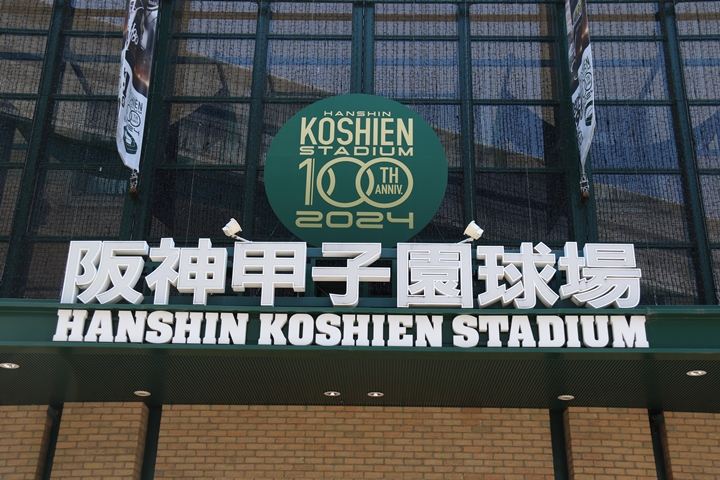 HANSHIN
KOSHIEN
STADIUM
100TH
ANNIV.
2024
阪神甲子園球場
HANSHIN KOSHIEN STADIUM